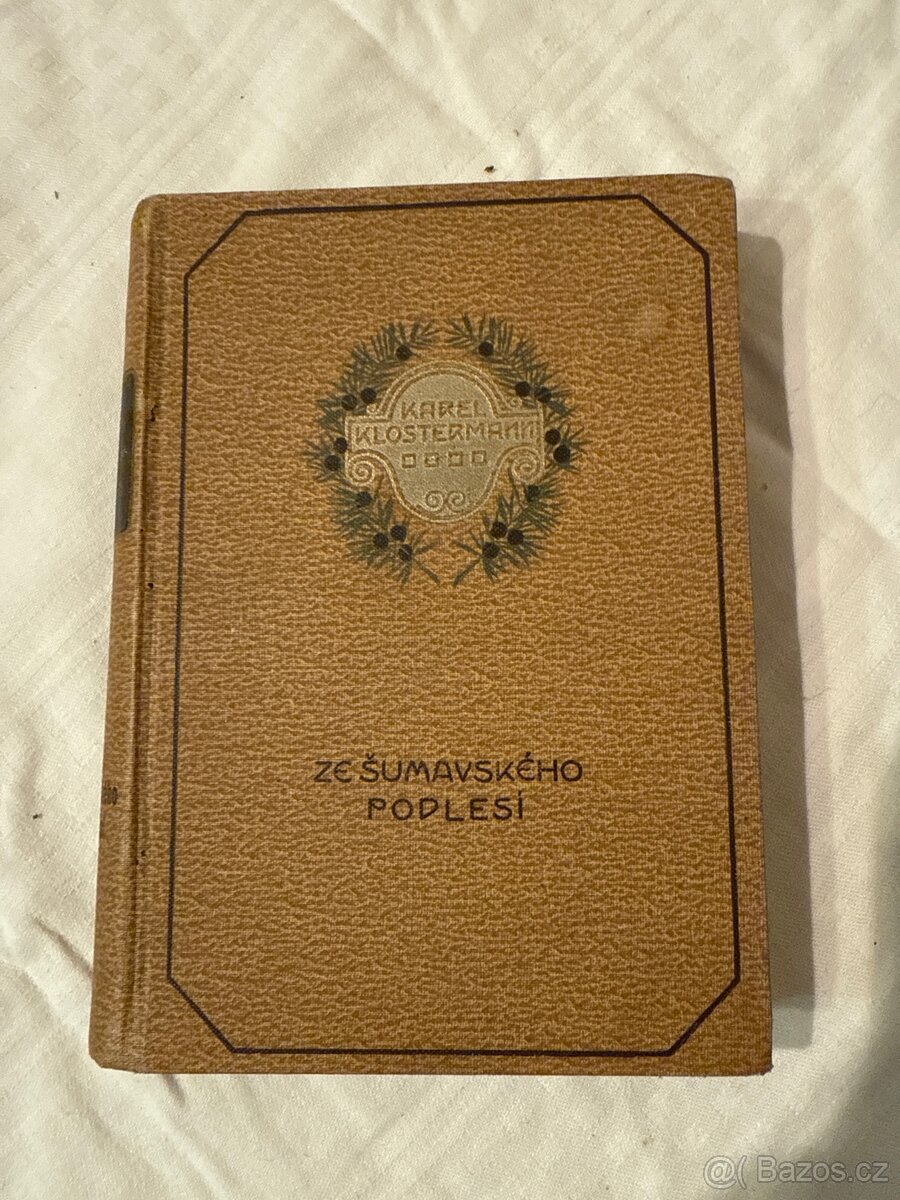 KAREL
KLOSTERMANN
ZE ŠUMAVSKÉHO
PODLESÍ
@( Bazos.cz